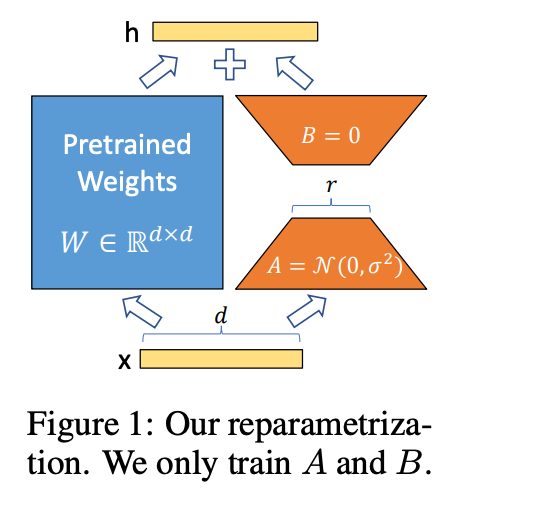 h
Pretrained
Weights
W ∈ ℝ^{d×d}
B = 0
r
A = 𝒩(0, σ²)
d
x
Figure 1: Our reparametriza-
tion. We only train A and B.